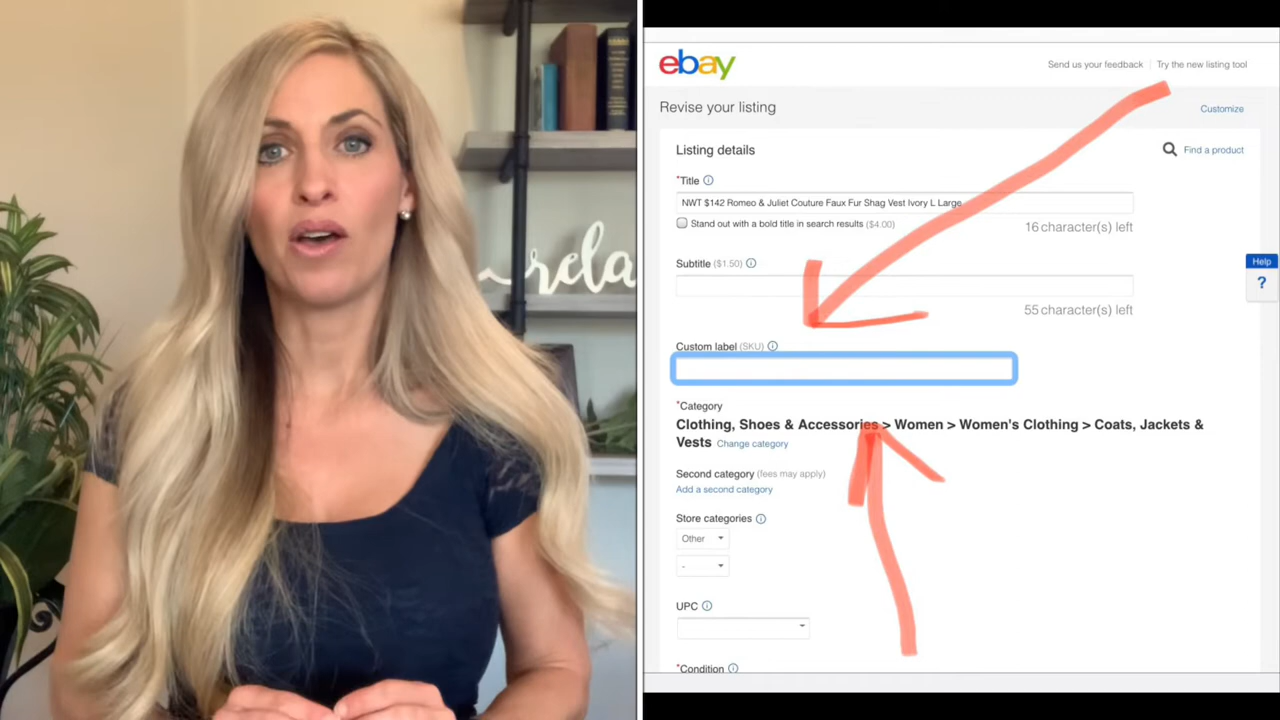 rela
ebay
Send us your feedback
Try the new listing tool
Revise your listing
Customize
Listing details
Find a product
*Title
NWT $142 Romeo & Juliet Couture Faux Fur Shag Vest Ivory L Large
Stand out with a bold title in search results ($4.00)
16 character(s) left
Help
?
Subtitle ($1.50)
55 character(s) left
Custom label (SKU)
*Category
Clothing, Shoes & Accessories > Women > Women's Clothing > Coats, Jackets &
Vests Change category
Second category (fees may apply)
Add a second category
Store categories
Other
-
UPC
*Condition